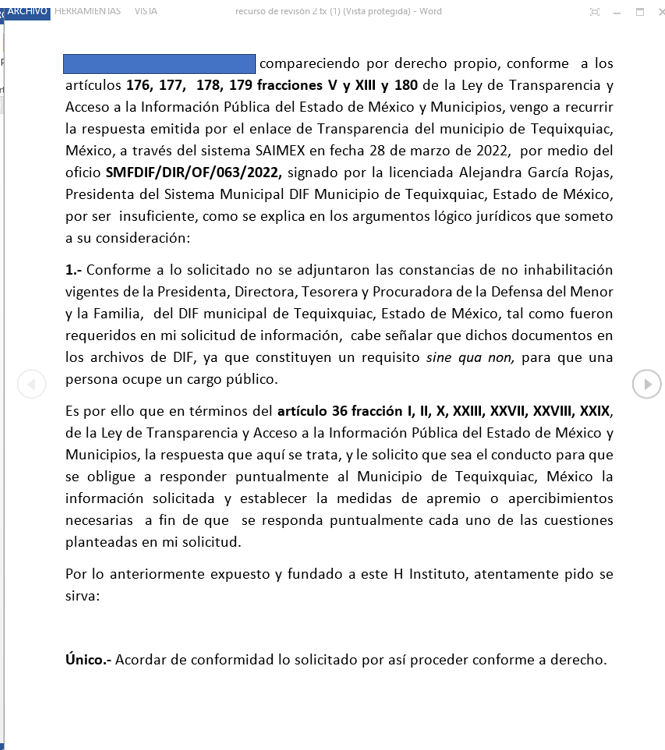 ARCHIVO HERRAMIENTAS VISTA recurso de revisón 2 tx (1) (Vista protegida) - Word
compareciendo por derecho propio, conforme a los
artículos 176, 177, 178, 179 fracciones V y XIII y 180 de la Ley de Transparencia y
Acceso a la Información Pública del Estado de México y Municipios, vengo a recurrir
la respuesta emitida por el enlace de Transparencia del municipio de Tequixquiac,
México, a través del sistema SAIMEX en fecha 28 de marzo de 2022, por medio del
oficio SMFDIF/DIR/OF/063/2022, signado por la licenciada Alejandra García Rojas,
Presidenta del Sistema Municipal DIF Municipio de Tequixquiac, Estado de México,
por ser insuficiente, como se explica en los argumentos lógico jurídicos que someto
a su consideración:
1.- Conforme a lo solicitado no se adjuntaron las constancias de no inhabilitación
vigentes de la Presidenta, Directora, Tesorera y Procuradora de la Defensa del Menor
y la Familia, del DIF municipal de Tequixquiac, Estado de México, tal como fueron
requeridos en mi solicitud de información, cabe señalar que dichos documentos en
los archivos de DIF, ya que constituyen un requisito sine qua non, para que una
persona ocupe un cargo público.
Es por ello que en términos del artículo 36 fracción I, II, X, XXIII, XXVII, XXVIII, XXIX,
de la Ley de Transparencia y Acceso a la Información Pública del Estado de México y
Municipios, la respuesta que aquí se trata, y le solicito que sea el conducto para que
se obligue a responder puntualmente al Municipio de Tequixquiac, México la
información solicitada y establecer la medidas de apremio o apercibimientos
necesarias a fin de que se responda puntualmente cada uno de las cuestiones
planteadas en mi solicitud.
Por lo anteriormente expuesto y fundado a este H Instituto, atentamente pido se
sirva:
Único.- Acordar de conformidad lo solicitado por así proceder conforme a derecho.